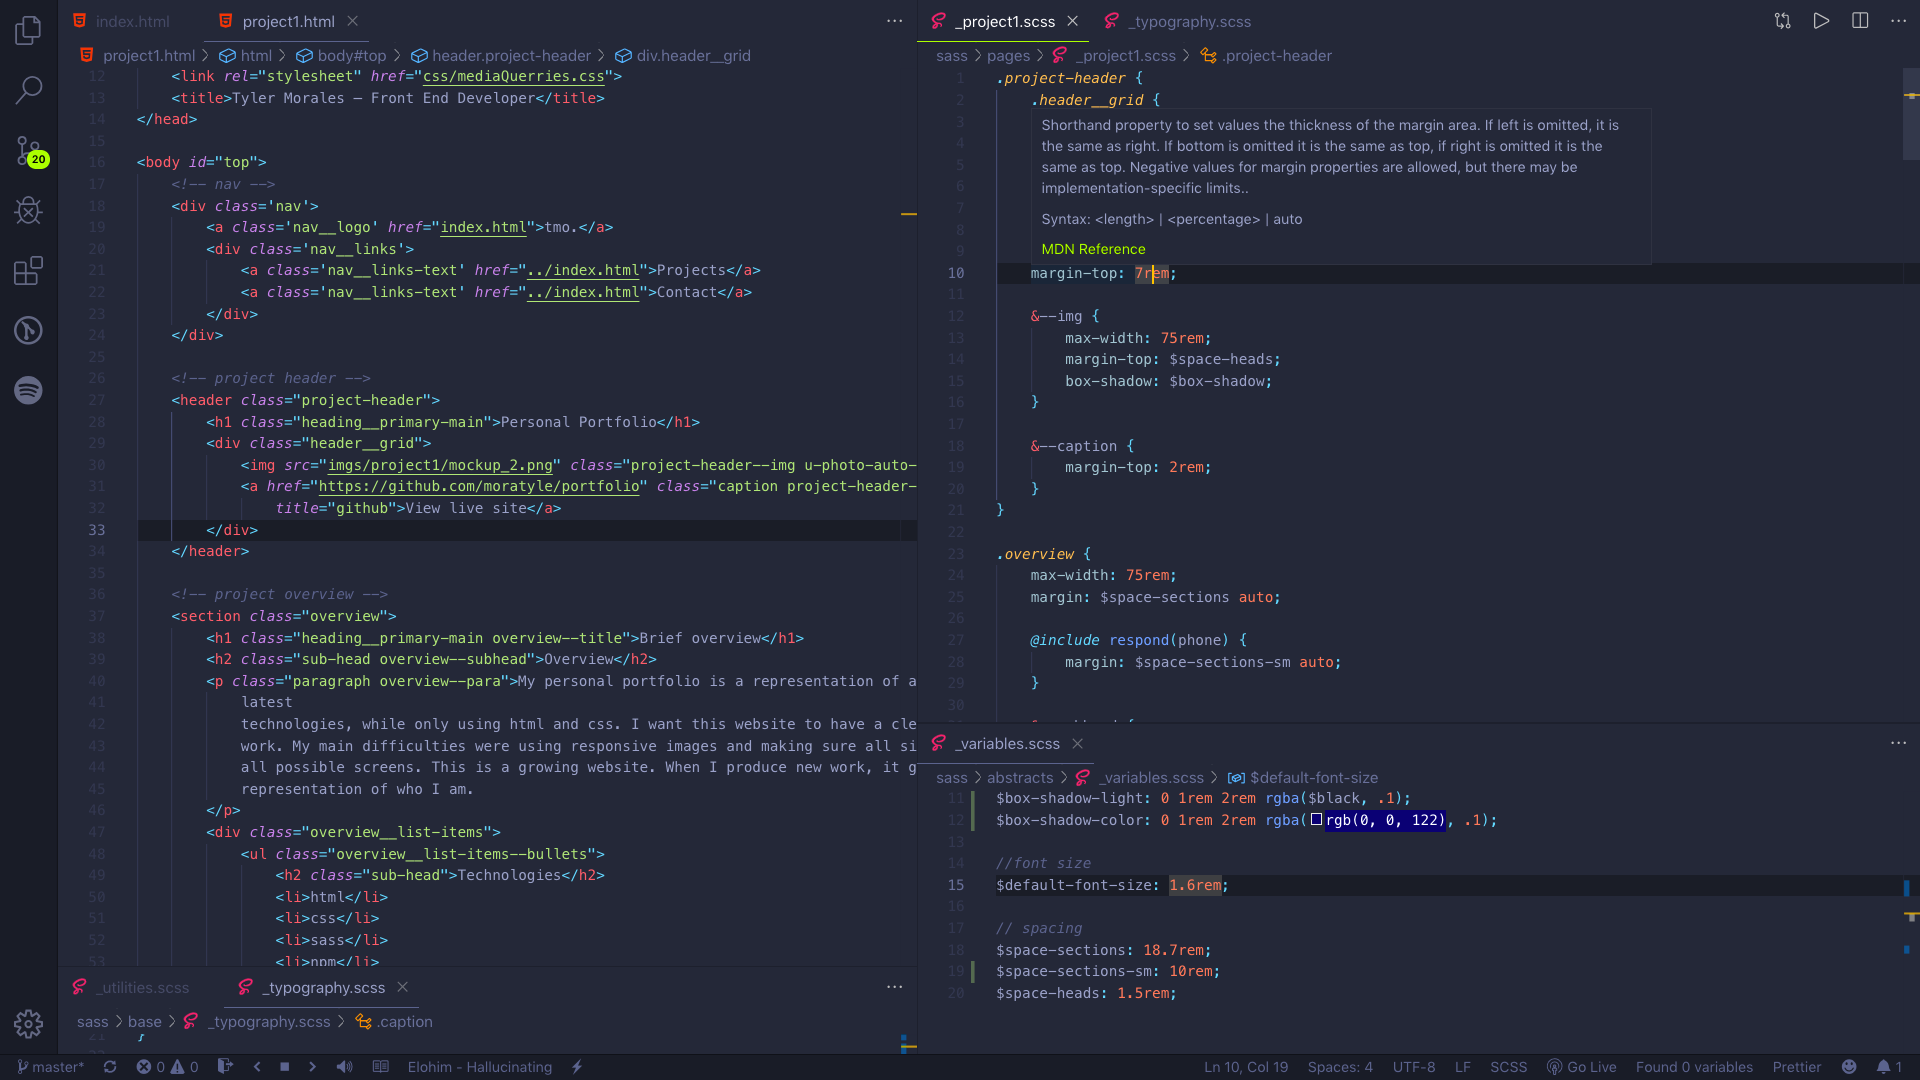 index.html
project1.html
project1.html > html > body#top > header.project-header > div.header__grid
12 <link rel="stylesheet" href="css/mediaQuerries.css">
13 <title>Tyler Morales – Front End Developer</title>
14 </head>
15
16 <body id="top">
17 <!-- nav -->
18 <div class='nav'>
19 <a class='nav__logo' href="index.html">tmo.</a>
20 <div class='nav__links'>
21 <a class='nav__links-text' href="../index.html">Projects</a>
22 <a class='nav__links-text' href="../index.html">Contact</a>
23 </div>
24 </div>
25
26 <!-- project header -->
27 <header class="project-header">
28 <h1 class="heading__primary-main">Personal Portfolio</h1>
29 <div class="header__grid">
30 <img src="imgs/project1/mockup_2.png" class="project-header--img u-photo-auto-
31 <a href="https://github.com/moratyle/portfolio" class="caption project-header-
32 title="github">View live site</a>
33 </div>
34 </header>
35
36 <!-- project overview -->
37 <section class="overview">
38 <h1 class="heading__primary-main overview--title">Brief overview</h1>
39 <h2 class="sub-head overview--subhead">Overview</h2>
40 <p class="paragraph overview--para">My personal portfolio is a representation of a
41 latest
42 technologies, while only using html and css. I want this website to have a cle
43 work. My main difficulties were using responsive images and making sure all si
44 all possible screens. This is a growing website. When I produce new work, it g
45 representation of who I am.
46 </p>
47 <div class="overview__list-items">
48 <ul class="overview__list-items--bullets">
49 <h2 class="sub-head">Technologies</h2>
50 <li>html</li>
51 <li>css</li>
52 <li>sass</li>
53 <li>npm</li>
20
_utilities.scss
_typography.scss
sass > base > _typography.scss > .caption
21 }
_project1.scss
_typography.scss
sass > pages > _project1.scss > .project-header
1 .project-header {
2 .header__grid {
3
4
5
6
7
8
9
Shorthand property to set values the thickness of the margin area. If left is omitted, it is
the same as right. If bottom is omitted it is the same as top, if right is omitted it is the
same as top. Negative values for margin properties are allowed, but there may be
implementation-specific limits..
Syntax: <length> | <percentage> | auto
MDN Reference
10 margin-top: 7rem;
11
12 &--img {
13 max-width: 75rem;
14 margin-top: $space-heads;
15 box-shadow: $box-shadow;
16 }
17
18 &--caption {
19 margin-top: 2rem;
20 }
21 }
22
23 .overview {
24 max-width: 75rem;
25 margin: $space-sections auto;
26
27 @include respond(phone) {
28 margin: $space-sections-sm auto;
29 }
30
_variables.scss
sass > abstracts > _variables.scss > $default-font-size
11 $box-shadow-light: 0 1rem 2rem rgba($black, .1);
12 $box-shadow-color: 0 1rem 2rem rgba(rgb(0, 0, 122), .1);
13
14 //font size
15 $default-font-size: 1.6rem;
16
17 // spacing
18 $space-sections: 18.7rem;
19 $space-sections-sm: 10rem;
20 $space-heads: 1.5rem;
master* 0 0 Elohim - Hallucinating Ln 10, Col 19 Spaces: 4 UTF-8 LF SCSS Go Live Found 0 variables Prettier 1